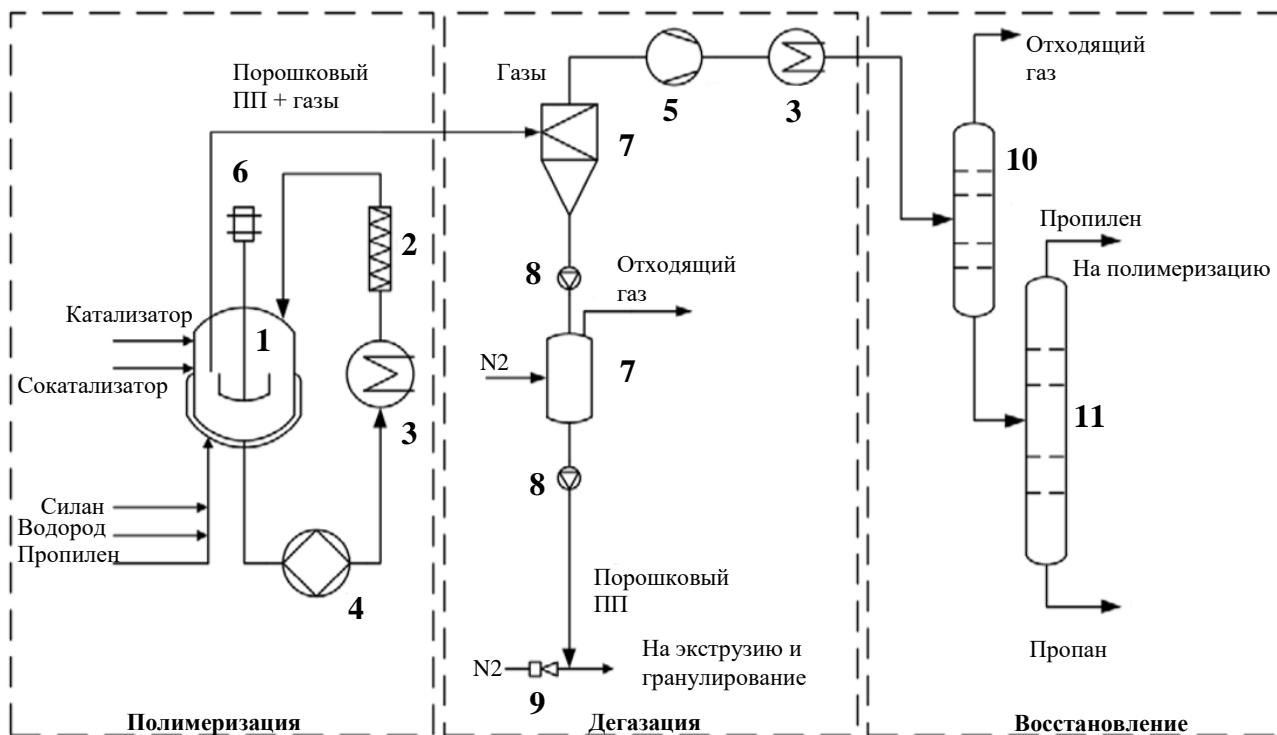 Порошковый
ПП + газы
6
2
Катализатор
1
Сокатализатор
3
Силан
Водород
Пропилен
4
Полимеризация
Газы
5
3
7
8
Отходящий
газ
N2
7
8
Порошковый
ПП
N2
На экструзию и
гранулирование
9
Дегазация
Отходящий
газ
10
Пропилен
На полимеризацию
11
Пропан
Восстановление